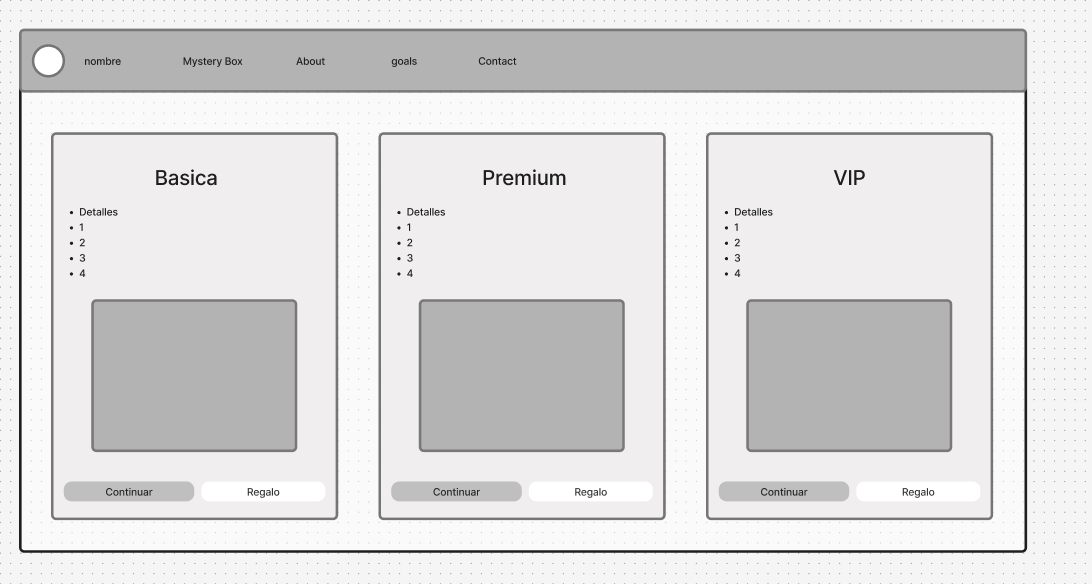 nombre Mystery Box About goals Contact
Basica
• Detalles
• 1
• 2
• 3
• 4
Continuar Regalo
Premium
• Detalles
• 1
• 2
• 3
• 4
Continuar Regalo
VIP
• Detalles
• 1
• 2
• 3
• 4
Continuar Regalo